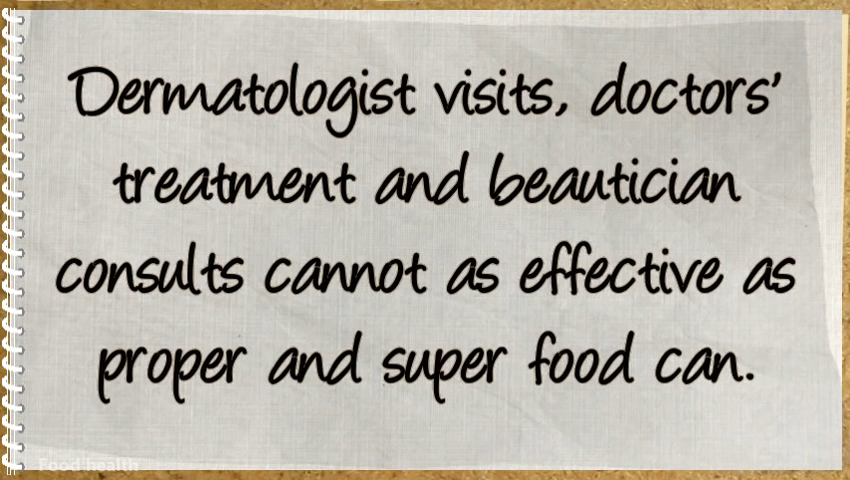 Dermatologist visits, doctors'
treatment and beautician
consults cannot as effective as
proper and super food can.
Food health